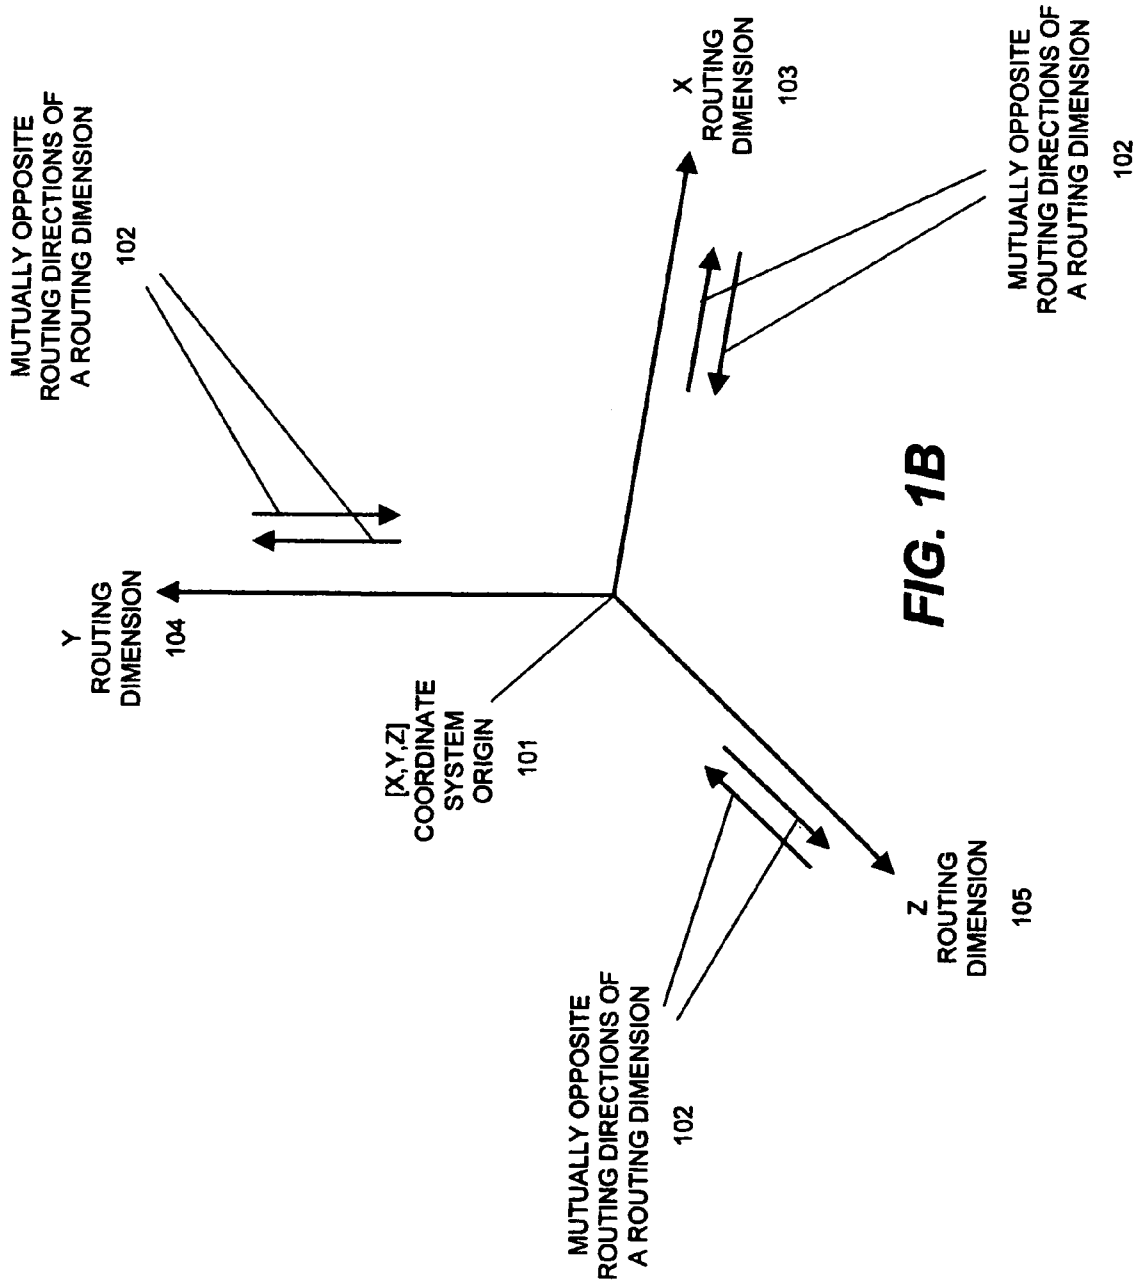 MUTUALLY OPPOSITE
ROUTING DIRECTIONS OF
A ROUTING DIMENSION
102
Y
ROUTING
DIMENSION
104
[X,Y,Z]
COORDINATE
SYSTEM
ORIGIN
101
X
ROUTING
DIMENSION
103
MUTUALLY OPPOSITE
ROUTING DIRECTIONS OF
A ROUTING DIMENSION
102
MUTUALLY OPPOSITE
ROUTING DIRECTIONS OF
A ROUTING DIMENSION
102
Z
ROUTING
DIMENSION
105
FIG. 1B